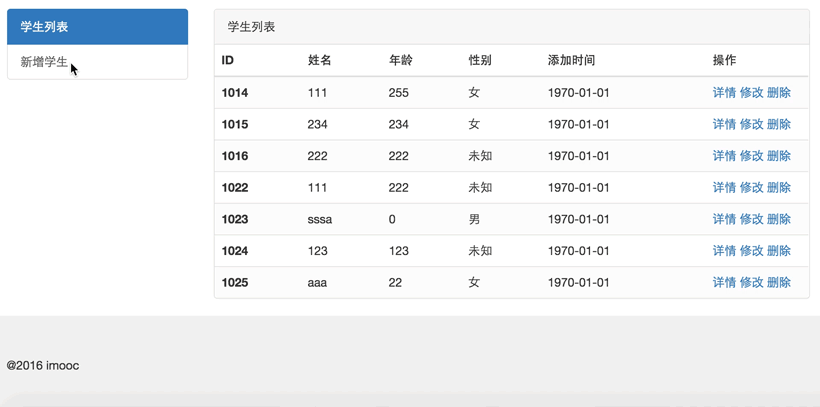 学生列表
新增学生
学生列表
ID 姓名 年龄 性别 添加时间 操作
1014 111 255 女 1970-01-01 详情 修改 删除
1015 234 234 女 1970-01-01 详情 修改 删除
1016 222 222 未知 1970-01-01 详情 修改 删除
1022 111 222 未知 1970-01-01 详情 修改 删除
1023 sssa 0 男 1970-01-01 详情 修改 删除
1024 123 123 未知 1970-01-01 详情 修改 删除
1025 aaa 22 女 1970-01-01 详情 修改 删除
@2016 imooc